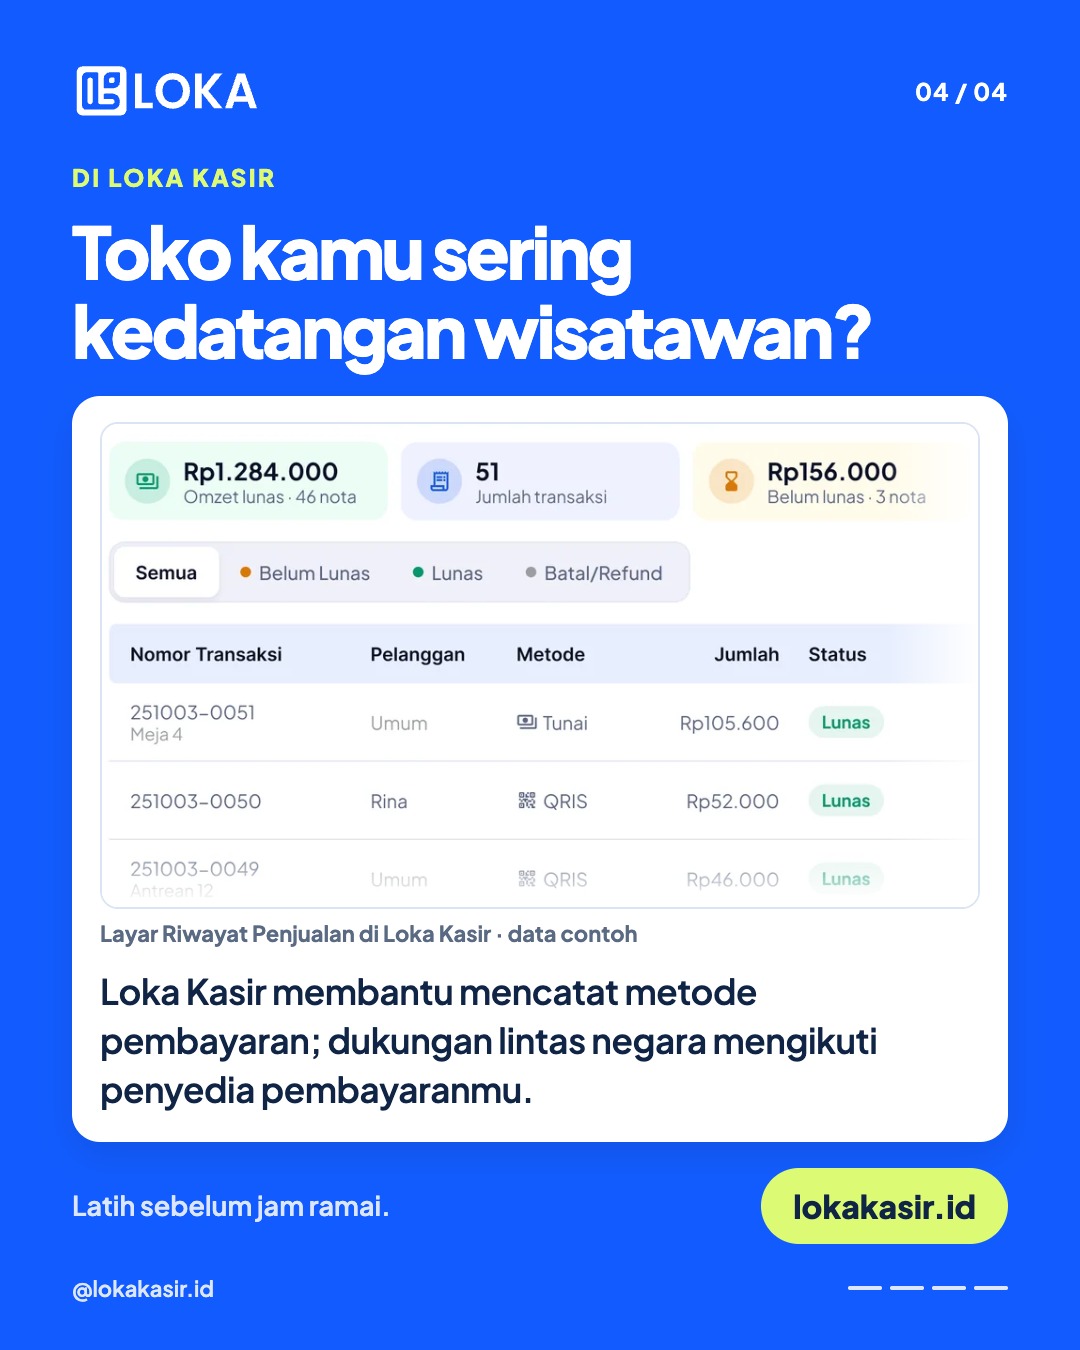 LOKA
04 / 04
DI LOKA KASIR
Toko kamu sering
kedatangan wisatawan?
Rp1.284.000
Omzet lunas · 46 nota
51
Jumlah transaksi
Rp156.000
Belum lunas · 3 nota
Semua
Belum Lunas
Lunas
Batal/Refund
Nomor Transaksi Pelanggan Metode Jumlah Status
251003-0051
Meja 4
Umum Tunai Rp105.600 Lunas
251003-0050 Rina QRIS Rp52.000 Lunas
251003-0049
Antrean 12
Umum QRIS Rp46.000 Lunas
Layar Riwayat Penjualan di Loka Kasir · data contoh
Loka Kasir membantu mencatat metode
pembayaran; dukungan lintas negara mengikuti
penyedia pembayaranmu.
Latih sebelum jam ramai.
lokakasir.id
@lokakasir.id